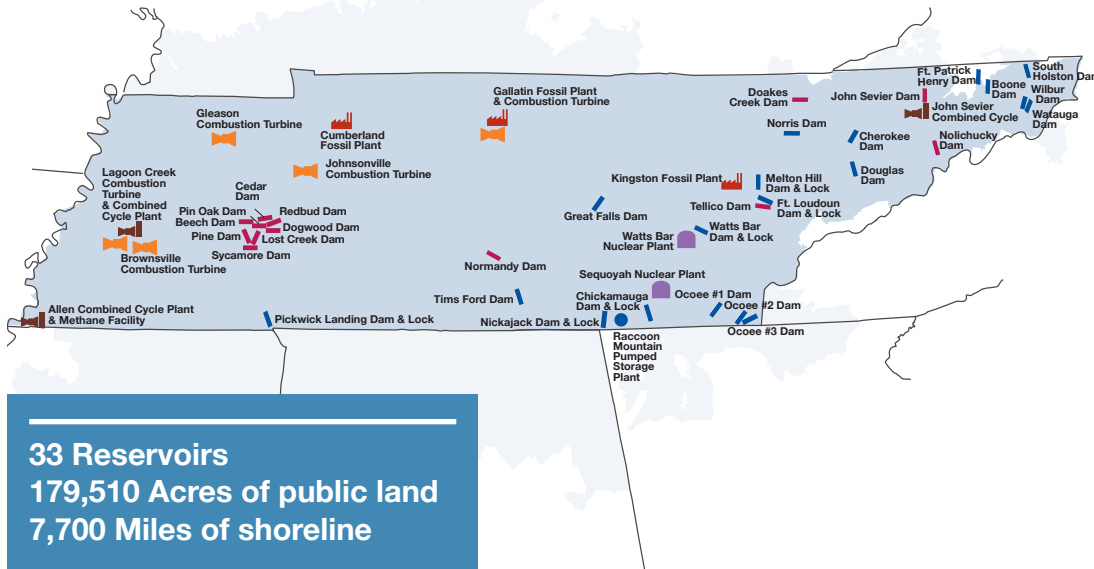 Gallatin Fossil Plant
& Combustion Turbine
Gleason
Combustion Turbine
Cumberland
Fossil Plant
Johnsonville
Combustion Turbine
Lagoon Creek
Combustion
Turbine
& Combined
Cycle Plant
Cedar
Dam
Pin Oak Dam
Redbud Dam
Beech Dam
Dogwood Dam
Pine Dam
Lost Creek Dam
Sycamore Dam
Brownsville
Combustion Turbine
Allen Combined Cycle Plant
& Methane Facility
Pickwick Landing Dam & Lock
Doakes
Creek Dam
Norris Dam
Ft. Patrick
Henry Dam
South
Holston Dam
Boone
Dam
Wilbur
Dam
Watauga
Dam
John Sevier Dam
John Sevier
Combined Cycle
Nolichucky
Dam
Cherokee
Dam
Douglas
Dam
Kingston Fossil Plant
Melton Hill
Dam & Lock
Tellico Dam
Ft. Loudoun
Dam & Lock
Great Falls Dam
Watts Bar
Nuclear Plant
Watts Bar
Dam & Lock
Normandy Dam
Sequoyah Nuclear Plant
Tims Ford Dam
Chickamauga
Dam & Lock
Ocoee #1 Dam
Ocoee #2 Dam
Ocoee #3 Dam
Nickajack Dam & Lock
Raccoon
Mountain
Pumped
Storage
Plant
33 Reservoirs
179,510 Acres of public land
7,700 Miles of shoreline